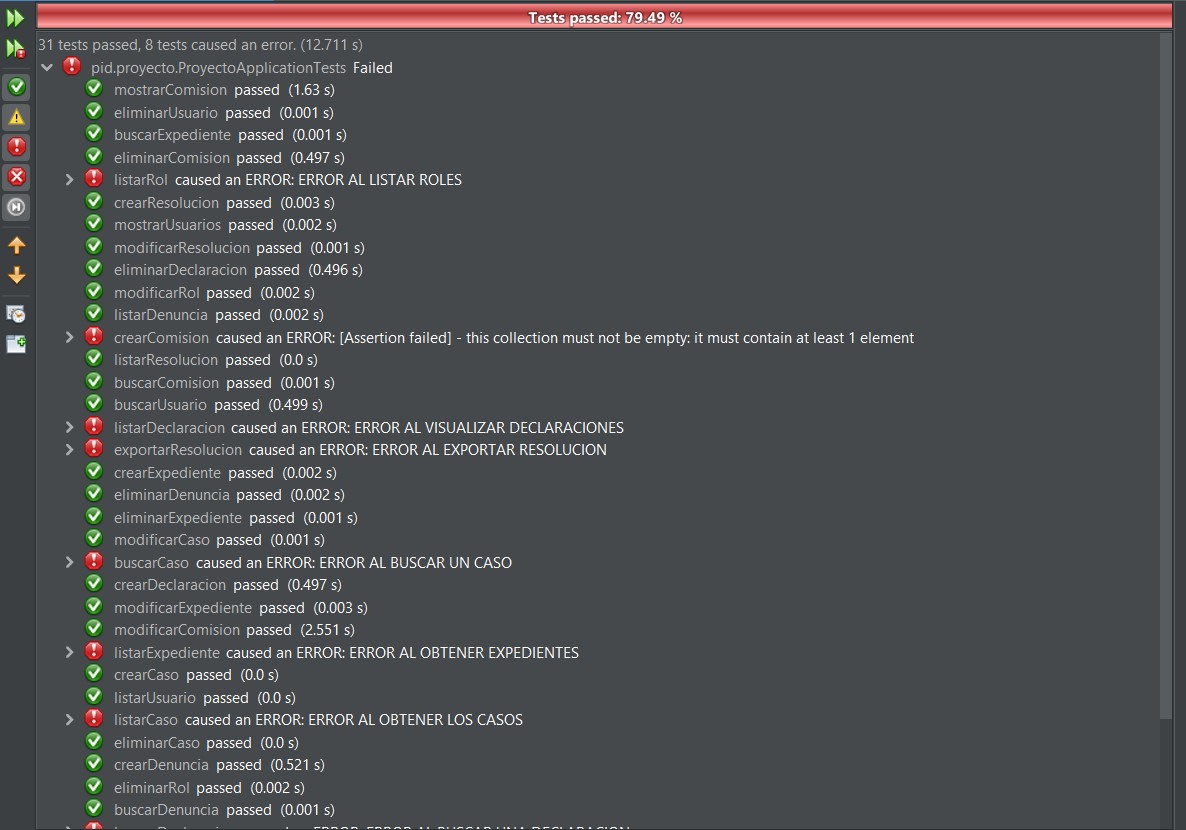 Tests passed: 79.49 %
31 tests passed, 8 tests caused an error. (12.711 s)
pid.proyecto.ProyectoApplicationTests Failed
mostrarComision passed (1.63 s)
eliminarUsuario passed (0.001 s)
buscarExpediente passed (0.001 s)
eliminarComision passed (0.497 s)
listarRol caused an ERROR: ERROR AL LISTAR ROLES
crearResolucion passed (0.003 s)
mostrarUsuarios passed (0.002 s)
modificarResolucion passed (0.001 s)
eliminarDeclaracion passed (0.496 s)
modificarRol passed (0.002 s)
listarDenuncia passed (0.002 s)
crearComision caused an ERROR: [Assertion failed] - this collection must not be empty: it must contain at least 1 element
listarResolucion passed (0.0 s)
buscarComision passed (0.001 s)
buscarUsuario passed (0.499 s)
listarDeclaracion caused an ERROR: ERROR AL VISUALIZAR DECLARACIONES
exportarResolucion caused an ERROR: ERROR AL EXPORTAR RESOLUCION
crearExpediente passed (0.002 s)
eliminarDenuncia passed (0.002 s)
eliminarExpediente passed (0.001 s)
modificarCaso passed (0.001 s)
buscarCaso caused an ERROR: ERROR AL BUSCAR UN CASO
crearDeclaracion passed (0.497 s)
modificarExpediente passed (0.003 s)
modificarComision passed (2.551 s)
listarExpediente caused an ERROR: ERROR AL OBTENER EXPEDIENTES
crearCaso passed (0.0 s)
listarUsuario passed (0.0 s)
listarCaso caused an ERROR: ERROR AL OBTENER LOS CASOS
eliminarCaso passed (0.0 s)
crearDenuncia passed (0.521 s)
eliminarRol passed (0.002 s)
buscarDenuncia passed (0.001 s)
ERROR: ERROR AL BUSCAR UNA DECLARACION